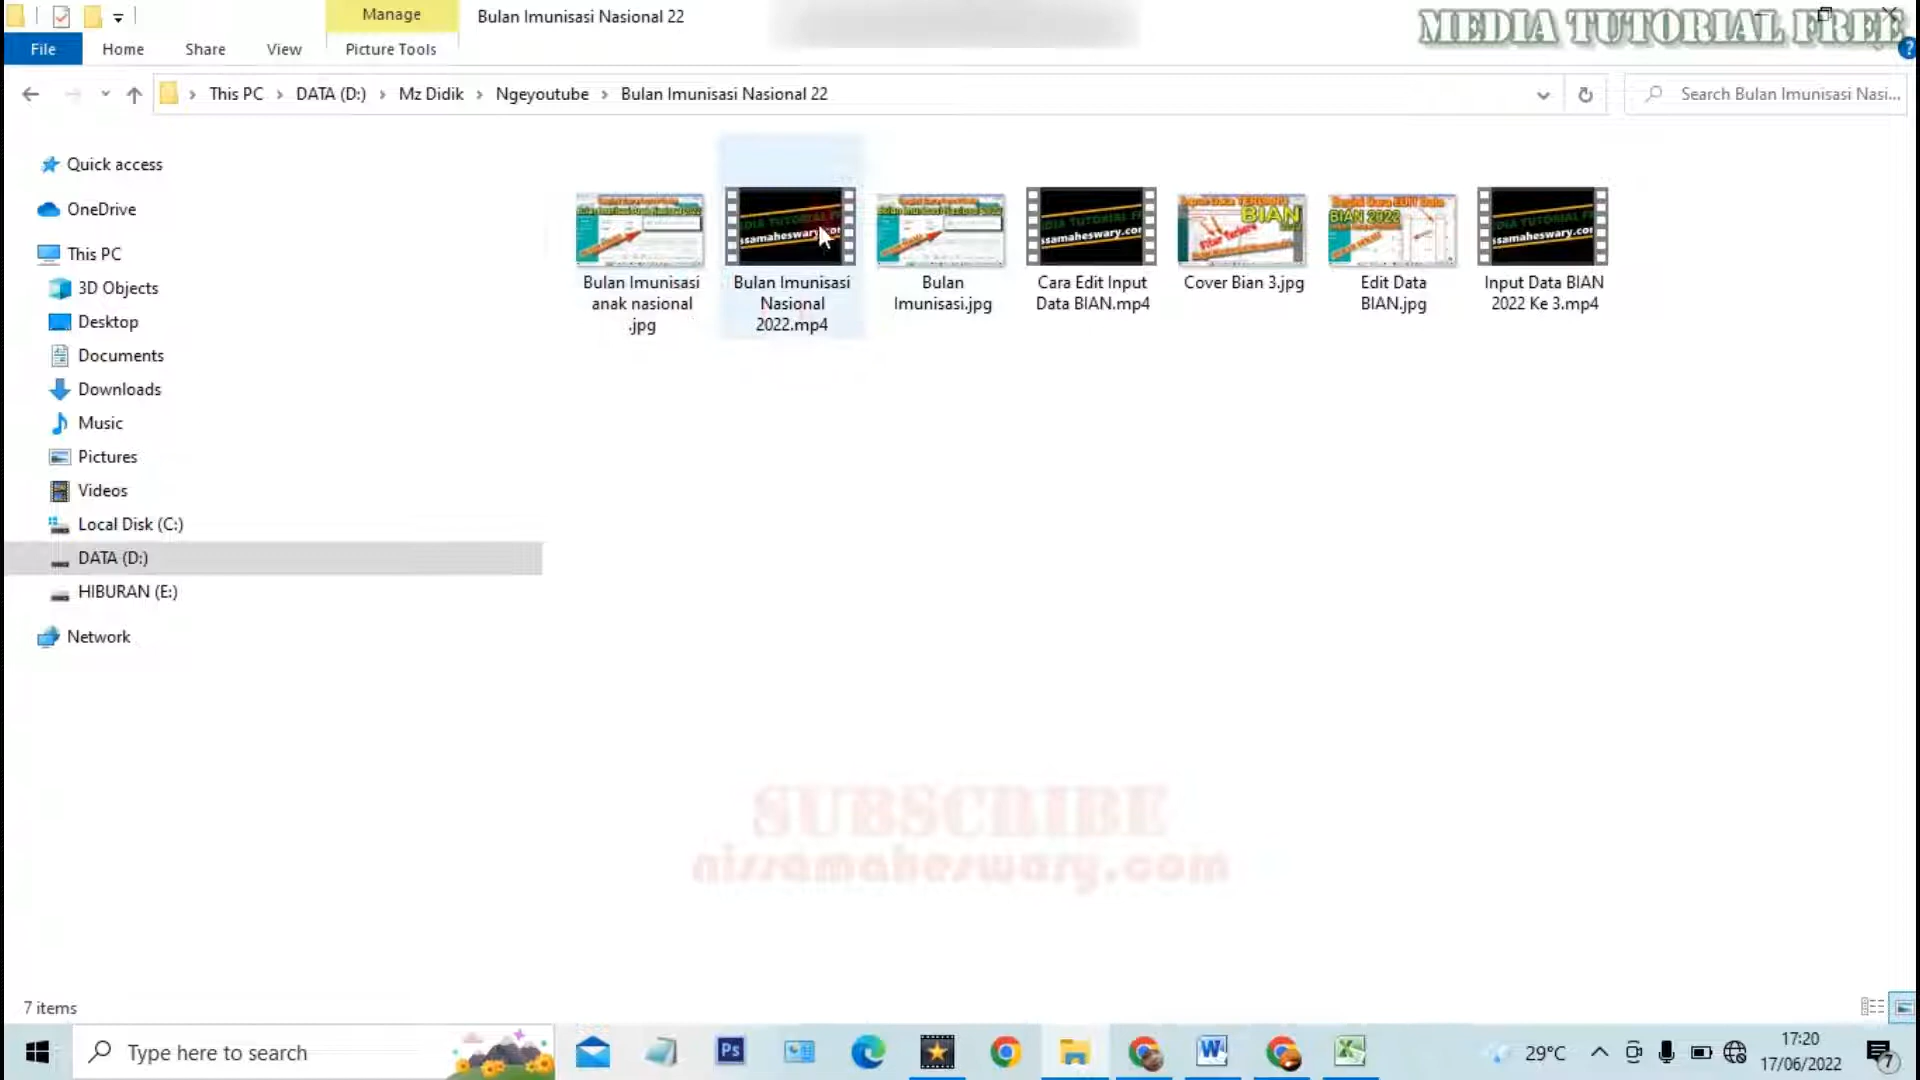 Manage
Bulan Imunisasi Nasional 22
MEDIA TUTORIAL FREE
File
Home
Share
View
Picture Tools
This PC
DATA (D:)
Mz Didik
Ngeyoutube
Bulan Imunisasi Nasional 22
Search Bulan Imunisasi Nasi...
Quick access
OneDrive
This PC
3D Objects
Desktop
Documents
Downloads
Music
Pictures
Videos
Local Disk (C:)
DATA (D:)
HIBURAN (E:)
Network
Bulan Imunisasi
anak nasional
.jpg
Bulan Imunisasi
Nasional
2022.mp4
Bulan
Imunisasi.jpg
Cara Edit Input
Data BIAN.mp4
Cover Bian 3.jpg
Edit Data
BIAN.jpg
Input Data BIAN
2022 Ke 3.mp4
SUBSCRIBE
nissamaheswary.com
7 items
Type here to search
Ps
29°C
17:20
17/06/2022
7